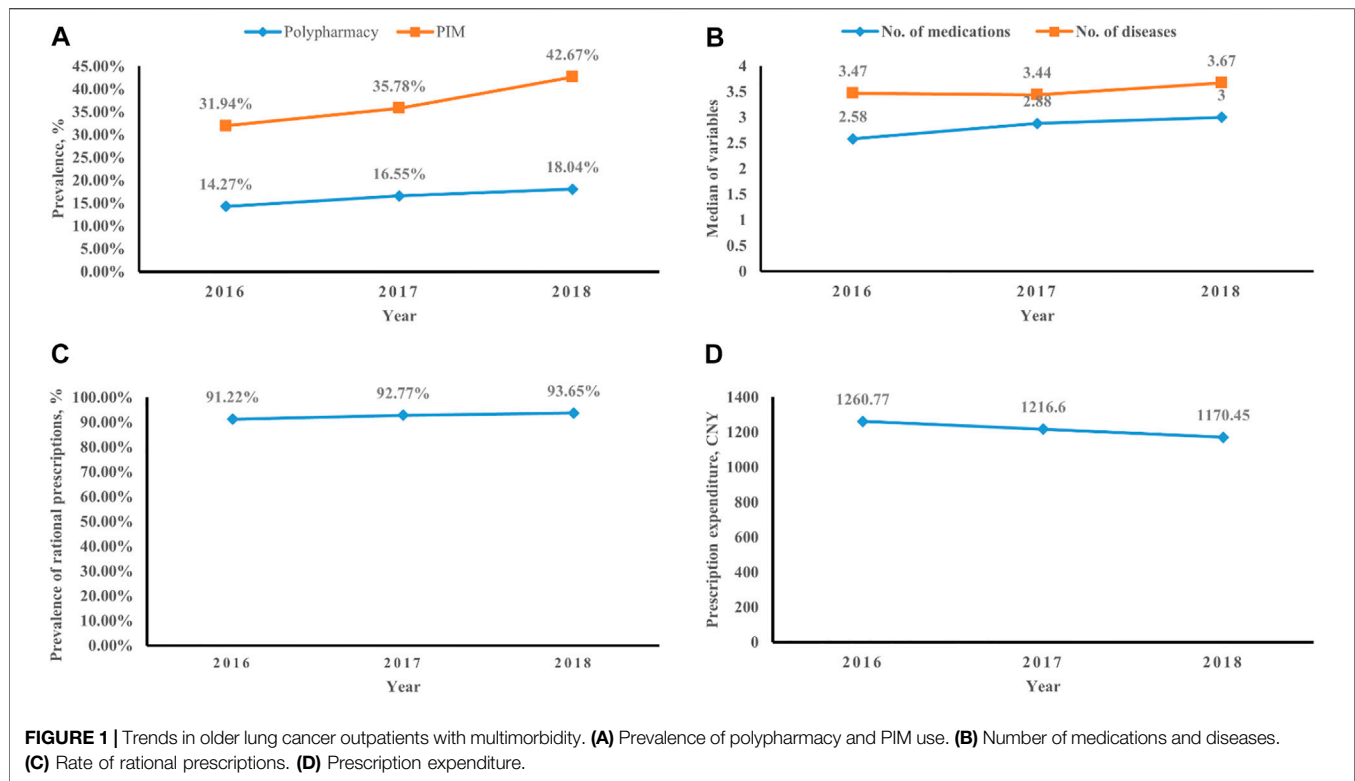 A
Polypharmacy PIM
45.00%
40.00%
35.00%
30.00%
25.00%
20.00%
15.00%
10.00%
5.00%
0.00%
Prevalence, %
31.94%
35.78%
42.67%
14.27%
16.55%
18.04%
2016 2017 2018
Year
B
No. of medications No. of diseases
4
3.5
3
2.5
2
1.5
1
0.5
0
Median of variables
3.47
3.44
3.67
2.58
2.88
3
2016 2017 2018
Year
C
100.00%
90.00%
80.00%
70.00%
60.00%
50.00%
40.00%
30.00%
20.00%
10.00%
0.00%
Prevalence of rational prescriptions, %
91.22%
92.77%
93.65%
2016 2017 2018
Year
D
1400
1200
1000
800
600
400
200
0
Prescription expenditure, CNY
1260.77
1216.6
1170.45
2016 2017 2018
Year
FIGURE 1 | Trends in older lung cancer outpatients with multimorbidity. (A) Prevalence of polypharmacy and PIM use. (B) Number of medications and diseases.
(C) Rate of rational prescriptions. (D) Prescription expenditure.